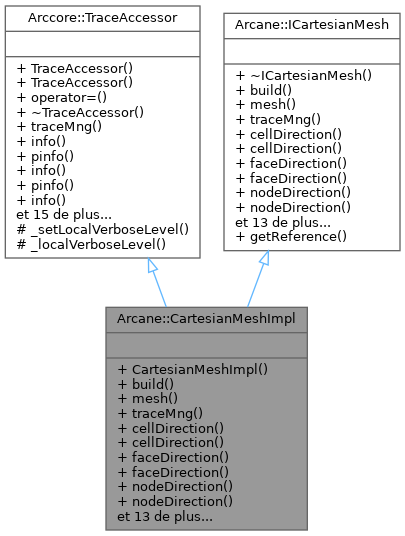 Arccore::TraceAccessor
+ TraceAccessor()
+ TraceAccessor()
+ operator=()
+ ~TraceAccessor()
+ traceMng()
+ info()
+ pinfo()
+ info()
+ pinfo()
+ info()
et 15 de plus...
# _setLocalVerboseLevel()
# _localVerboseLevel()
Arcane::ICartesianMesh
+ ~ICartesianMesh()
+ build()
+ mesh()
+ traceMng()
+ cellDirection()
+ cellDirection()
+ faceDirection()
+ faceDirection()
+ nodeDirection()
+ nodeDirection()
et 13 de plus...
+ getReference()
Arcane::CartesianMeshImpl
+ CartesianMeshImpl()
+ build()
+ mesh()
+ traceMng()
+ cellDirection()
+ cellDirection()
+ faceDirection()
+ faceDirection()
+ nodeDirection()
+ nodeDirection()
et 13 de plus...